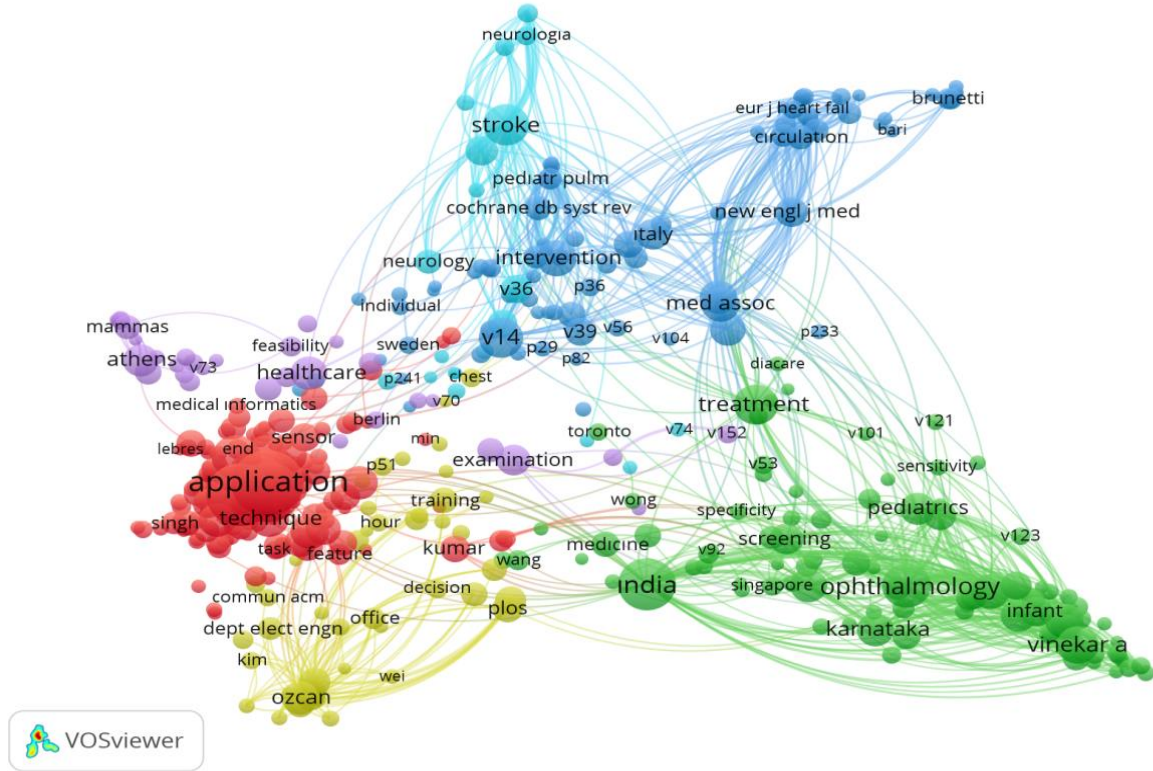 neurologia
stroke
eur j heart fail
brunetti
circulation
bari
pediatr pulm
cochrane db syst rev
new engl j med
italy
neurology
intervention
v36
p36
individual
med assoc
mammas
feasibility
sweden
v14
v39
v56
v104
p233
athens
v73
healthcare
p29
p82
diacare
p241
chest
medical informatics
v70
treatment
berlin
lebres
end
sensor
min
toronto
v74
v152
v101
v121
application
p51
examination
v53
sensitivity
singh
technique
hour
training
wong
specificity
pediatrics
task
feature
kumar
wang
medicine
v92
screening
v123
commun acm
decision
india
singapore
ophthalmology
dept elect engn
office
plos
karnataka
infant
kim
wei
vinekar a
ozcan
VOSviewer